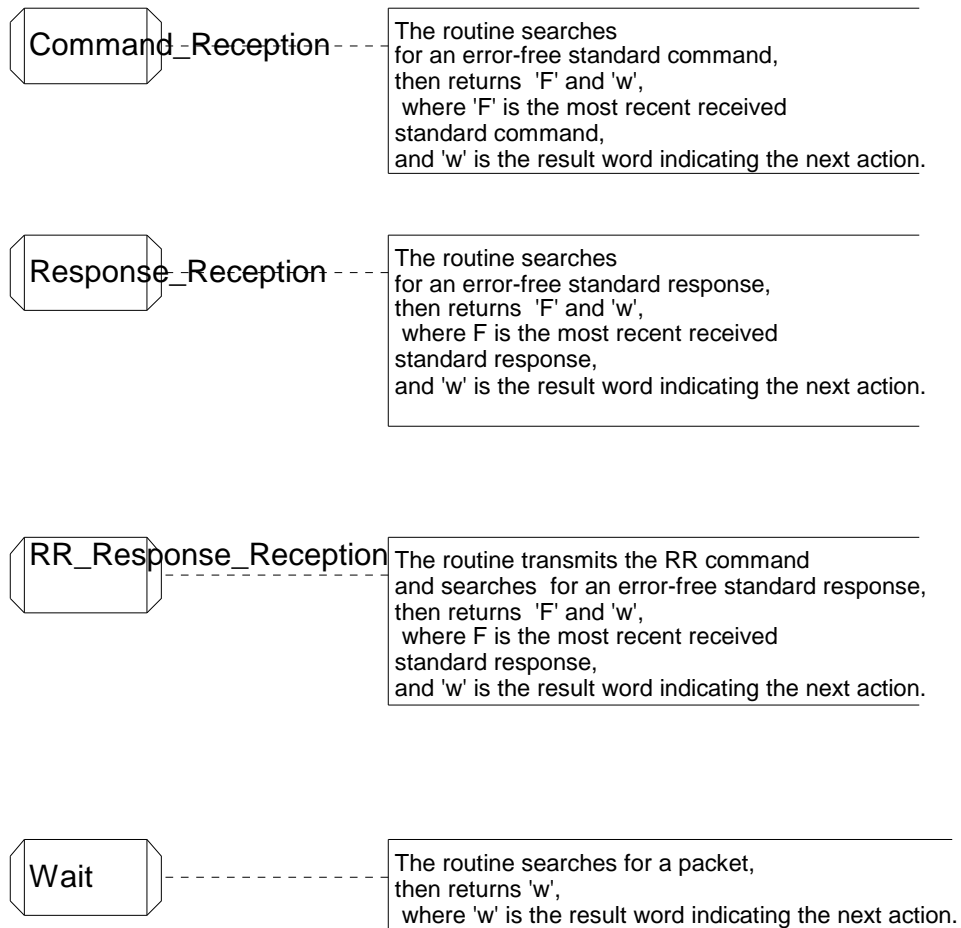 Command_Reception
The routine searches
for an error-free standard command,
then returns 'F' and 'w',
where 'F' is the most recent received
standard command,
and 'w' is the result word indicating the next action.
Response_Reception
The routine searches
for an error-free standard response,
then returns 'F' and 'w',
where F is the most recent received
standard response,
and 'w' is the result word indicating the next action.
RR_Response_Reception
The routine transmits the RR command
and searches for an error-free standard response,
then returns 'F' and 'w',
where F is the most recent received
standard response,
and 'w' is the result word indicating the next action.
Wait
The routine searches for a packet,
then returns 'w',
where 'w' is the result word indicating the next action.